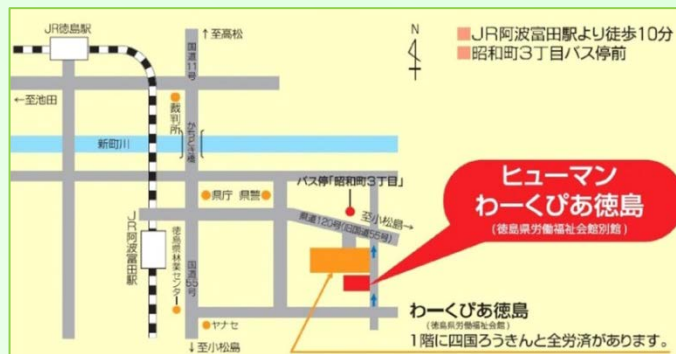 JR徳島駅
↑至高松
国道11号
N
■JR阿波富田駅より徒歩10分
■昭和町3丁目バス停前
←至池田
裁判所
かちどき橋
新町川
県庁 県警
バス停「昭和町3丁目」
県道120号(旧国道55号)
至小松島→
ヒューマン
わーくぴあ徳島
(徳島県労働福祉会館別館)
JR阿波富田駅
徳島県林業センター
国道55号
ヤナセ
↓至小松島
わーくぴあ徳島
(徳島県労働福祉会館)
1階に四国ろうきんと全労済があります。